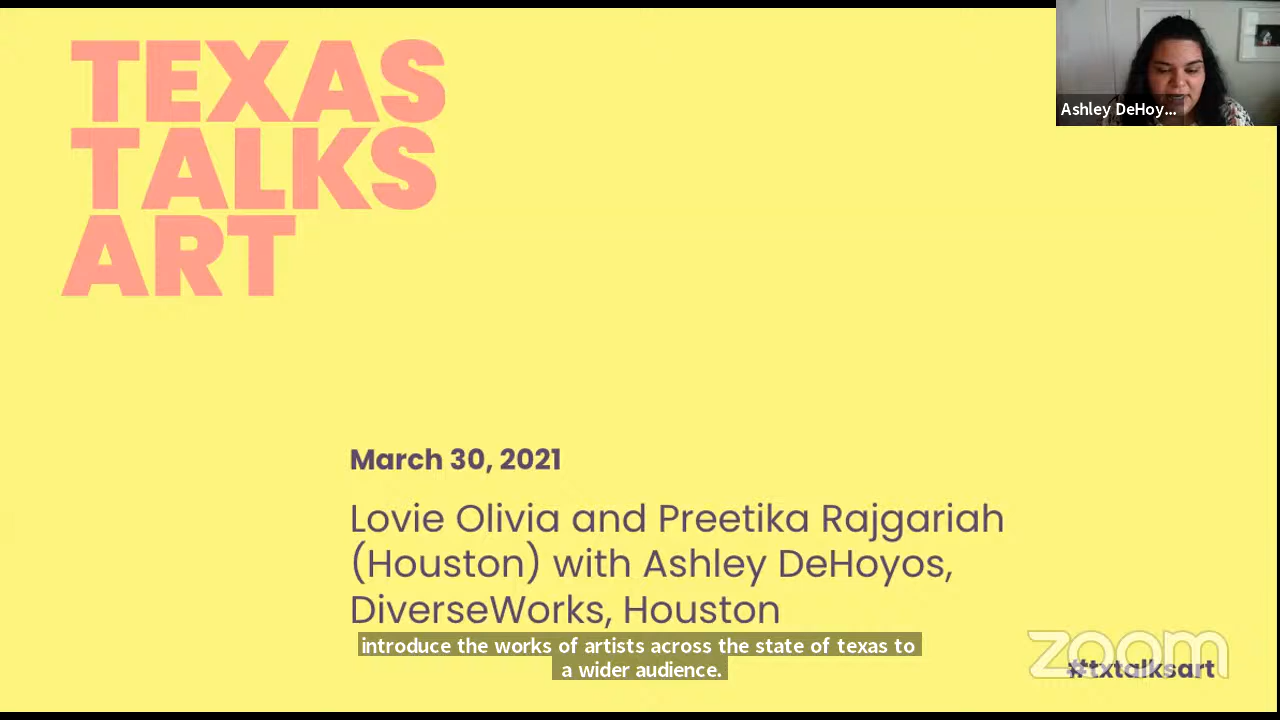 TEXAS
TALKS
ART
Ashley DeHoy...
March 30, 2021
Lovie Olivia and Preetika Rajgariah
(Houston) with Ashley DeHoyos,
DiverseWorks, Houston
introduce the works of artists across the state of texas to
a wider audience.
zoom
#txtalksart